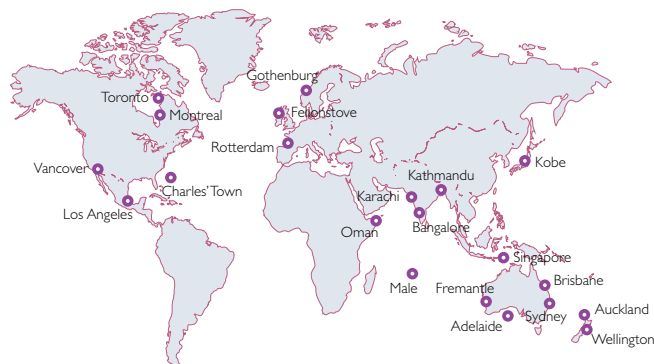 Gothenburg
Toronto
Montreal
Felionstove
Rotterdam
Vancover
Kobe
Kathmandu
Charles' Town
Karachi
Los Angeles
Bangalore
Oman
Singapore
Male
Fremantle
Brisbane
Auckland
Adelaide
Sydney
Wellington